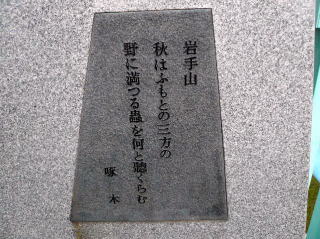 岩手山
秋はふもとの三方の
野に満つる蟲を何と聴くらむ
啄木